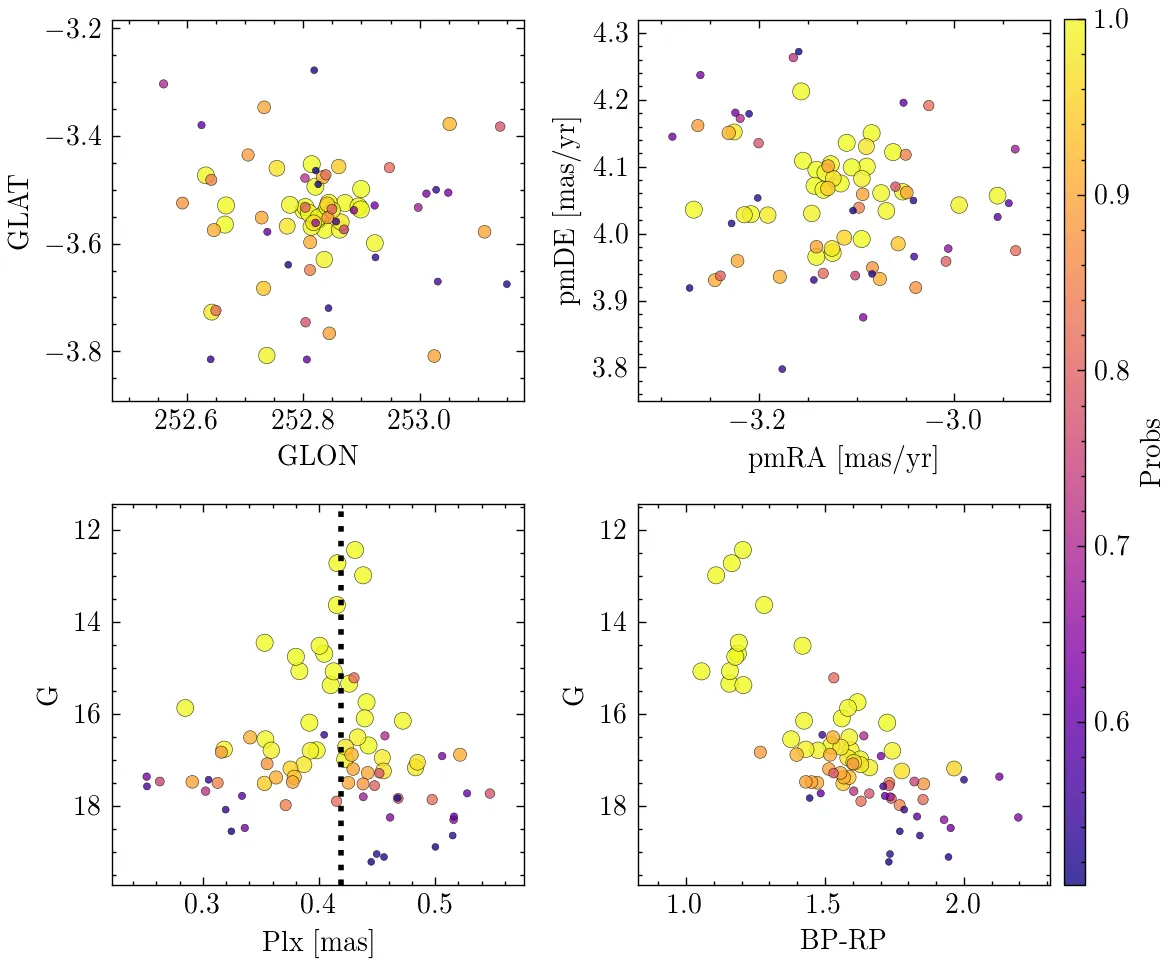 −3.2
−3.4
−3.6
−3.8
GLAT
252.6 252.8 253.0
GLON
4.3
4.2
4.1
4.0
3.9
3.8
pmDE [mas/yr]
−3.2 −3.0
pmRA [mas/yr]
1.0
0.9
0.8
0.7
0.6
Probs
12
14
16
18
G
0.3 0.4 0.5
Plx [mas]
12
14
16
18
G
1.0 1.5 2.0
BP-RP